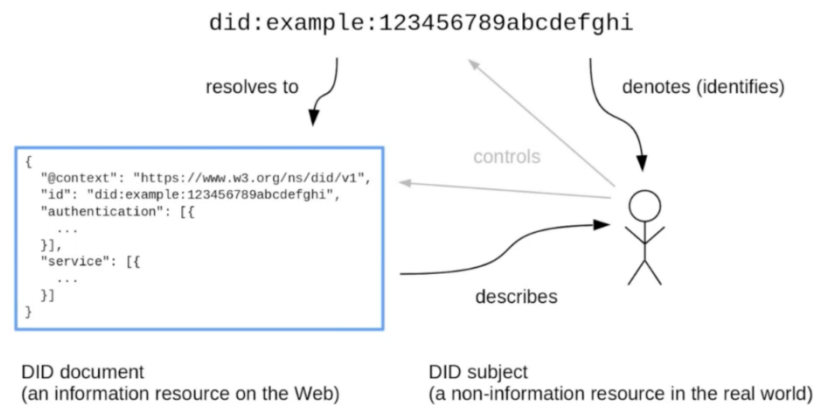 did:example:123456789abcdefghi
resolves to
denotes (identifies)
controls
{
"@context": "https://www.w3.org/ns/did/v1",
"id": "did:example:123456789abcdefghi",
"authentication": [{
...
}],
"service": [{
...
}]
}
describes
DID document
(an information resource on the Web)
DID subject
(a non-information resource in the real world)